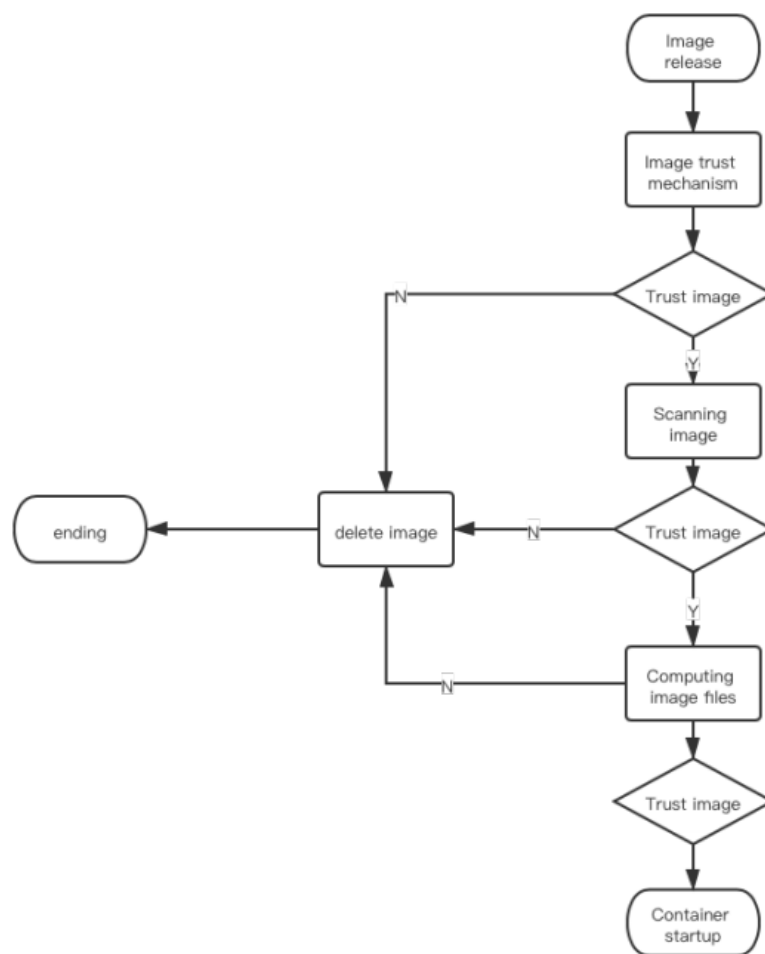 Image
release
Image trust
mechanism
N
Trust image
Y
Scanning
image
ending
delete image
N
Trust image
Y
Computing
image files
N
Trust image
Container
startup